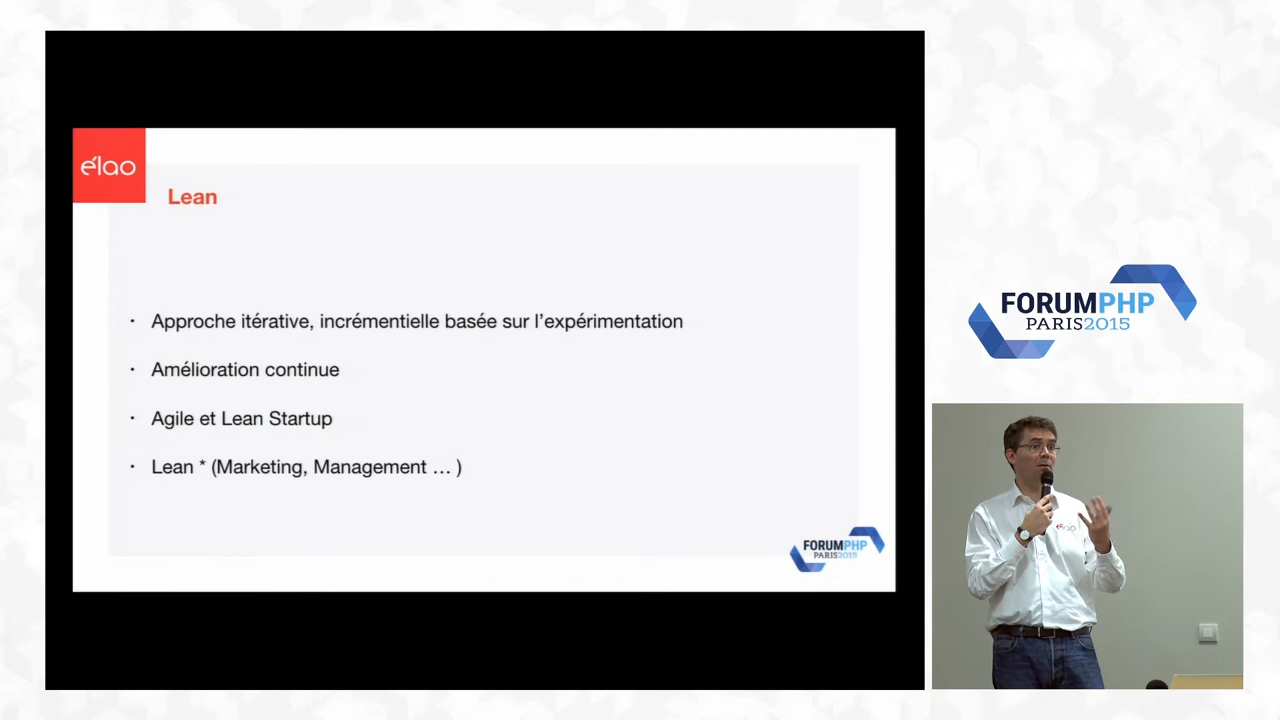 élao
Lean
· Approche itérative, incrémentielle basée sur l’expérimentation
· Amélioration continue
· Agile et Lean Startup
· Lean * (Marketing, Management … )
FORUMPHP
PARIS2015
FORUMPHP
PARIS2015
élao